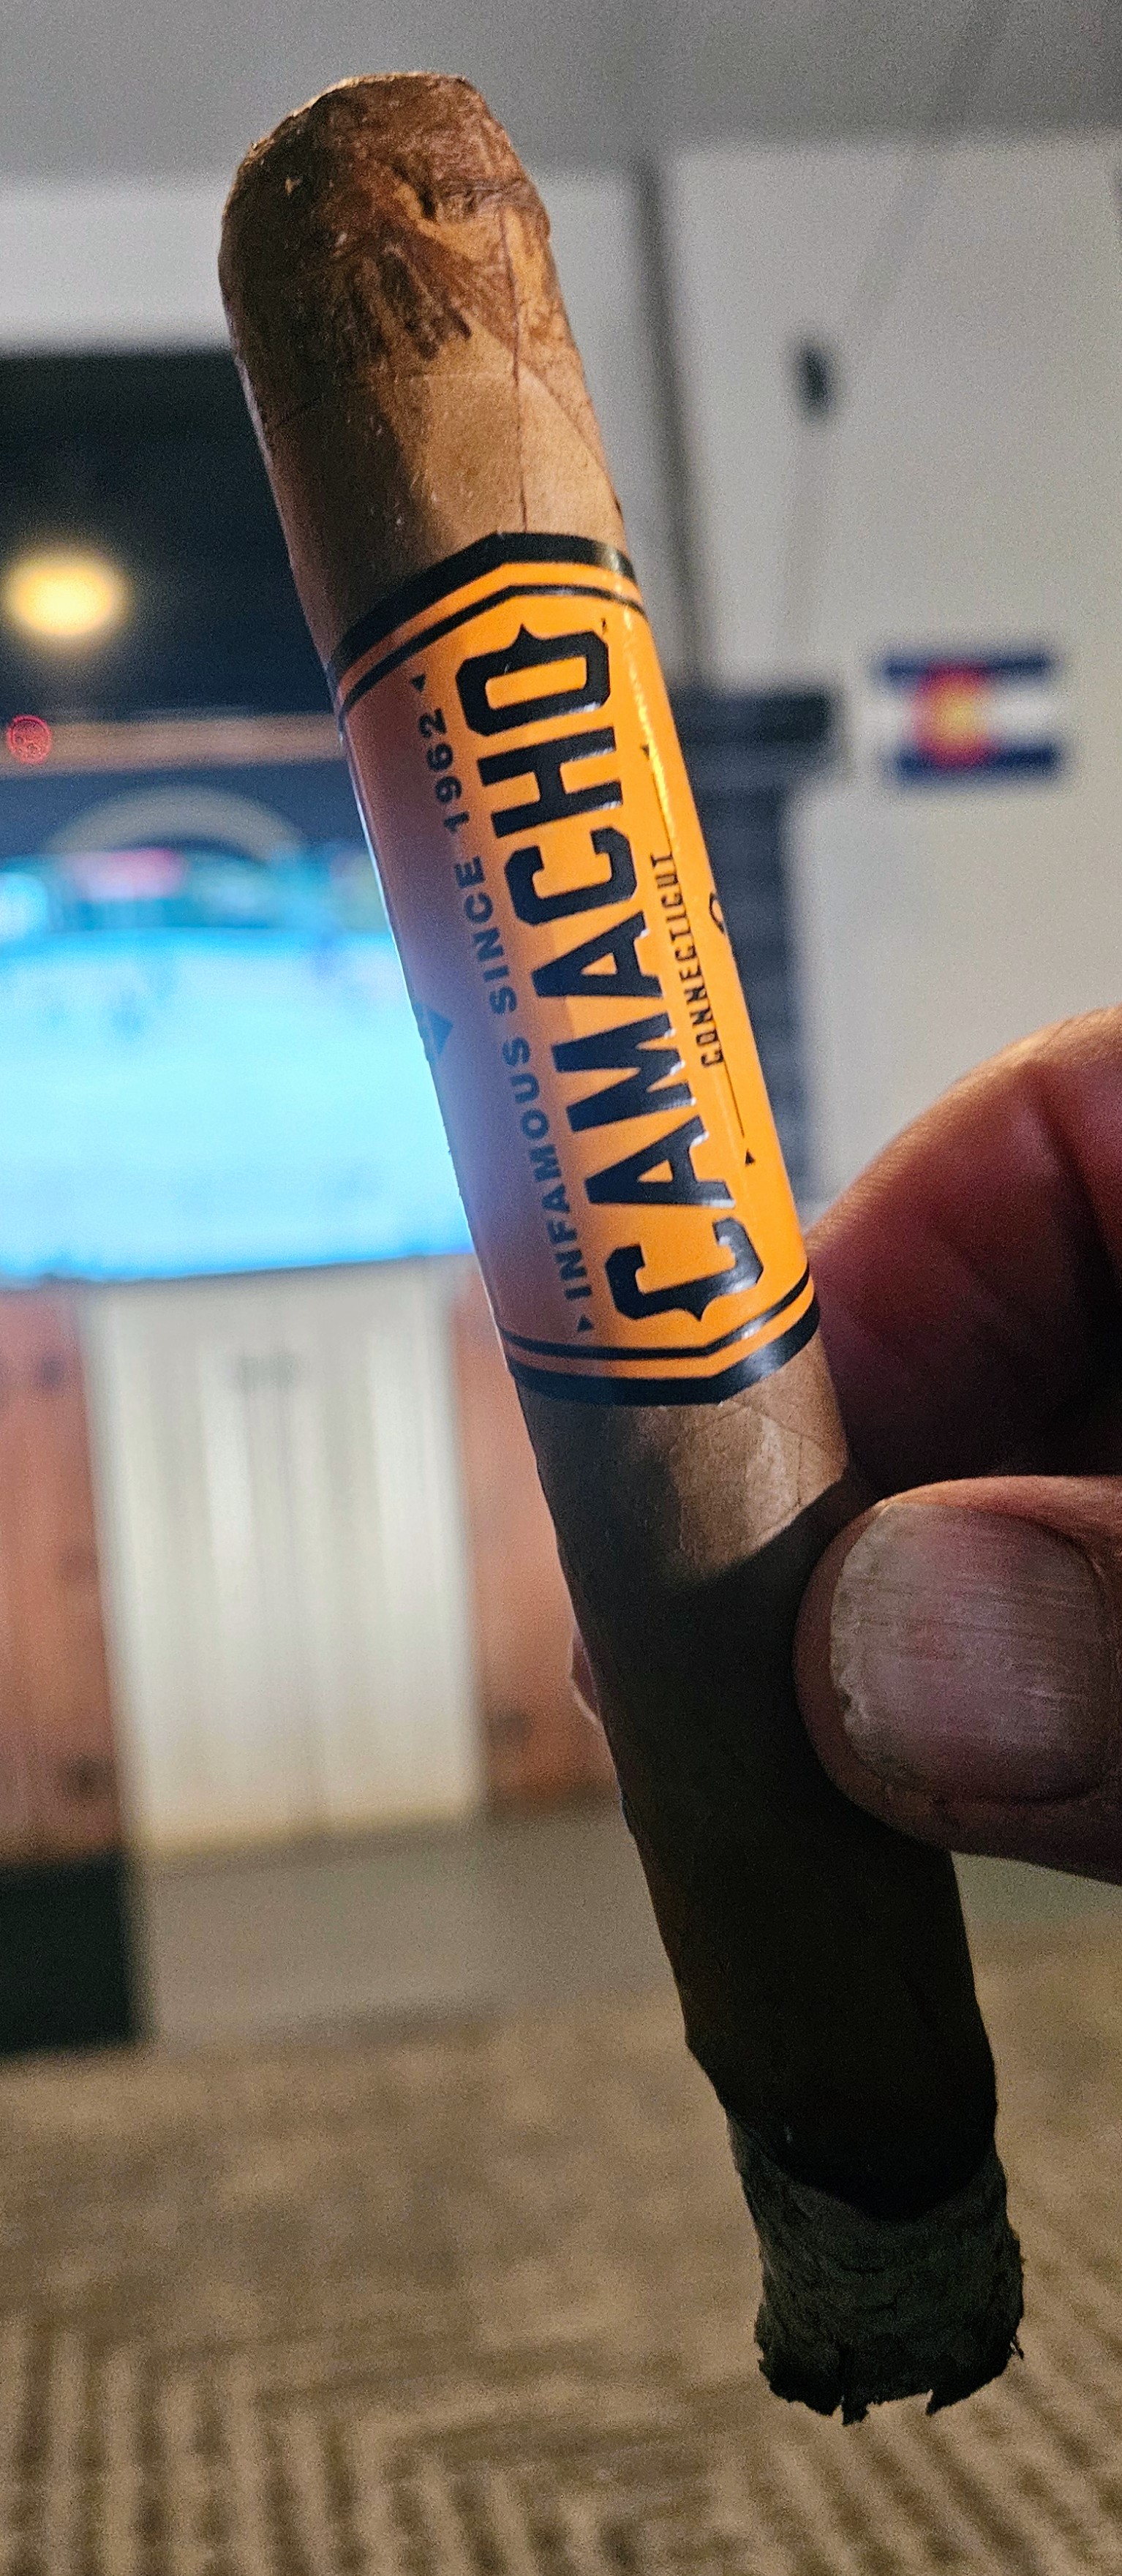 INFAMOUS SINCE 1962
CAMACHO
CONNECTICUT